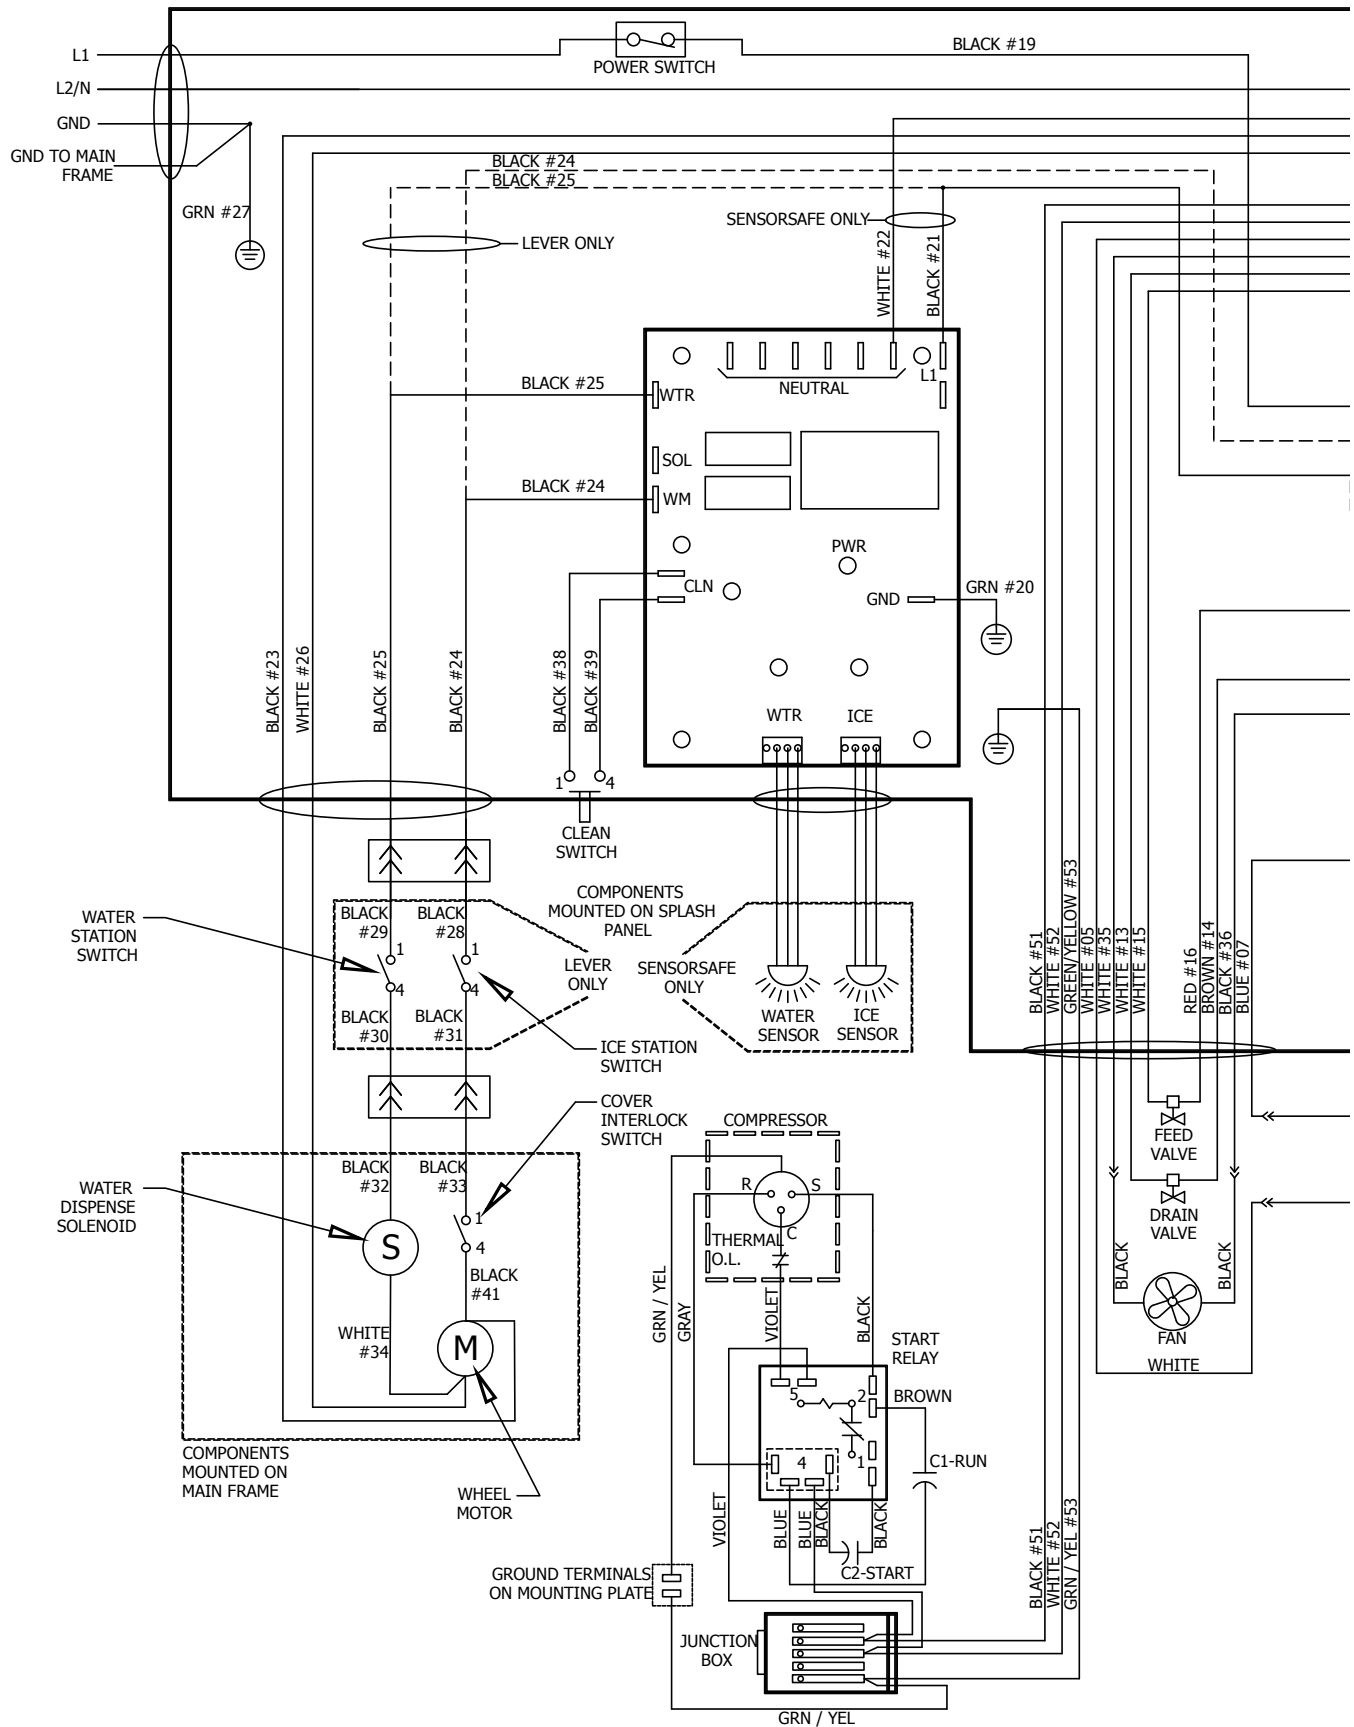 L1
POWER SWITCH
BLACK #19
L2/N
GND
GND TO MAIN
FRAME
GRN #27
BLACK #24
BLACK #25
LEVER ONLY
SENSORSAFE ONLY
WHITE #22
BLACK #21
BLACK #25
WTR
NEUTRAL
L1
SOL
BLACK #24
WM
PWR
CLN
GND
GRN #20
BLACK #23
WHITE #26
BLACK #25
BLACK #24
BLACK #38
BLACK #39
WTR
ICE
1
4
CLEAN
SWITCH
COMPONENTS
MOUNTED ON SPLASH
PANEL
WATER
STATION
SWITCH
BLACK
#29
BLACK
#28
1
1
4
4
LEVER
ONLY
SENSORSAFE
ONLY
BLACK
#30
BLACK
#31
WATER
SENSOR
ICE
SENSOR
ICE STATION
SWITCH
BLACK #51
WHITE #52
GREEN/YELLOW #53
WHITE #05
WHITE #35
WHITE #13
WHITE #15
RED #16
BROWN #14
BLACK #36
BLUE #07
COVER
INTERLOCK
SWITCH
COMPRESSOR
FEED
VALVE
WATER
DISPENSE
SOLENOID
BLACK
#32
BLACK
#33
1
4
S
R
S
C
THERMAL
O.L.
DRAIN
VALVE
BLACK
#41
WHITE
#34
M
GRN / YEL
GRAY
VIOLET
BLACK
BLACK
BLACK
FAN
WHITE
START
RELAY
5
2
BROWN
4
1
C1-RUN
COMPONENTS
MOUNTED ON
MAIN FRAME
WHEEL
MOTOR
VIOLET
BLUE
BLUE
BLACK
BLACK
C2-START
BLACK #51
WHITE #52
GRN / YEL #53
GROUND TERMINALS
ON MOUNTING PLATE
JUNCTION
BOX
GRN / YEL